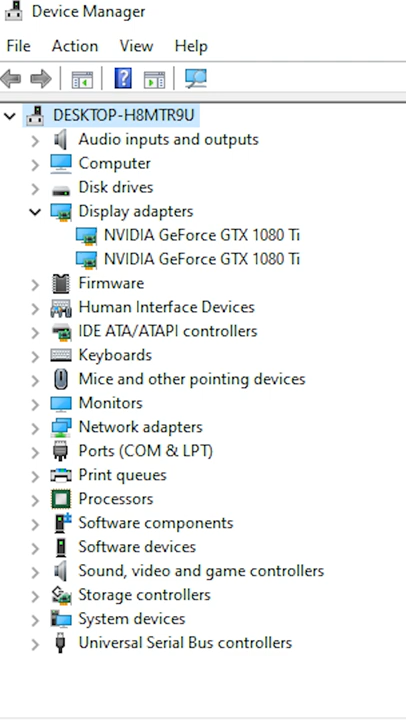 Device Manager
File Action View Help
DESKTOP-H8MTR9U
Audio inputs and outputs
Computer
Disk drives
Display adapters
NVIDIA GeForce GTX 1080 Ti
NVIDIA GeForce GTX 1080 Ti
Firmware
Human Interface Devices
IDE ATA/ATAPI controllers
Keyboards
Mice and other pointing devices
Monitors
Network adapters
Ports (COM & LPT)
Print queues
Processors
Software components
Software devices
Sound, video and game controllers
Storage controllers
System devices
Universal Serial Bus controllers